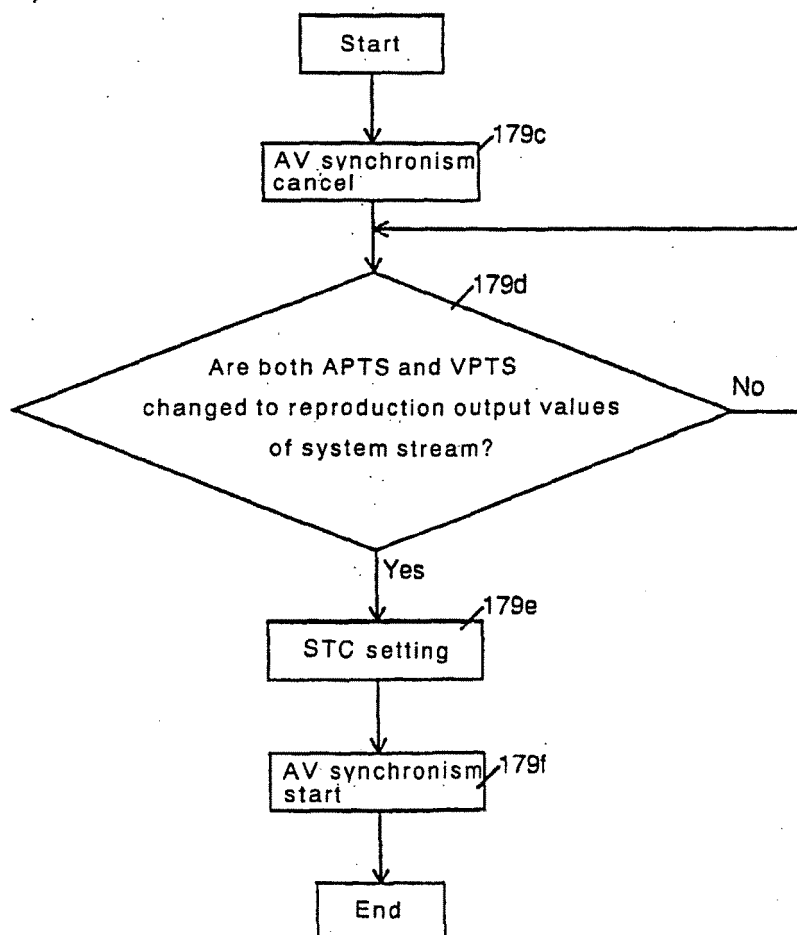 Start
179c
AV synchronism
cancel
179d
Are both APTS and VPTS
changed to reproduction output values
of system stream?
No
Yes
179e
STC setting
179f
AV synchronism
start
End